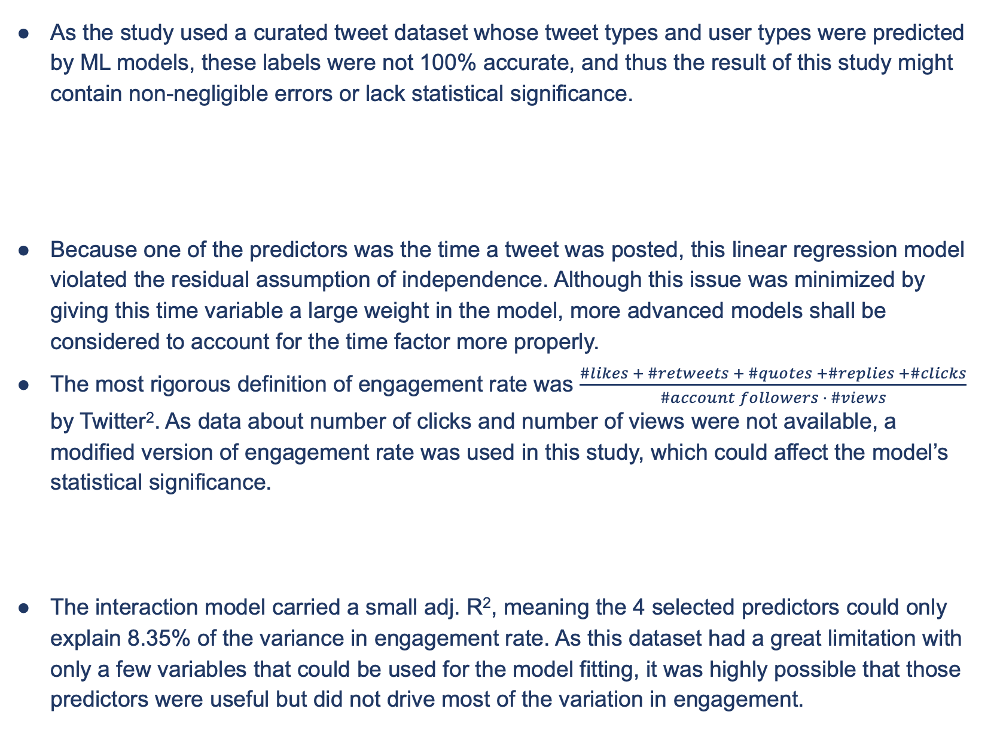 ● As the study used a curated tweet dataset whose tweet types and user types were predicted
by ML models, these labels were not 100% accurate, and thus the result of this study might
contain non-negligible errors or lack statistical significance.
● Because one of the predictors was the time a tweet was posted, this linear regression model
violated the residual assumption of independence. Although this issue was minimized by
giving this time variable a large weight in the model, more advanced models shall be
considered to account for the time factor more properly.
● The most rigorous definition of engagement rate was #likes + #retweets + #quotes +#replies +#clicks
#account followers · #views
by Twitter². As data about number of clicks and number of views were not available, a
modified version of engagement rate was used in this study, which could affect the model’s
statistical significance.
● The interaction model carried a small adj. R², meaning the 4 selected predictors could only
explain 8.35% of the variance in engagement rate. As this dataset had a great limitation with
only a few variables that could be used for the model fitting, it was highly possible that those
predictors were useful but did not drive most of the variation in engagement.